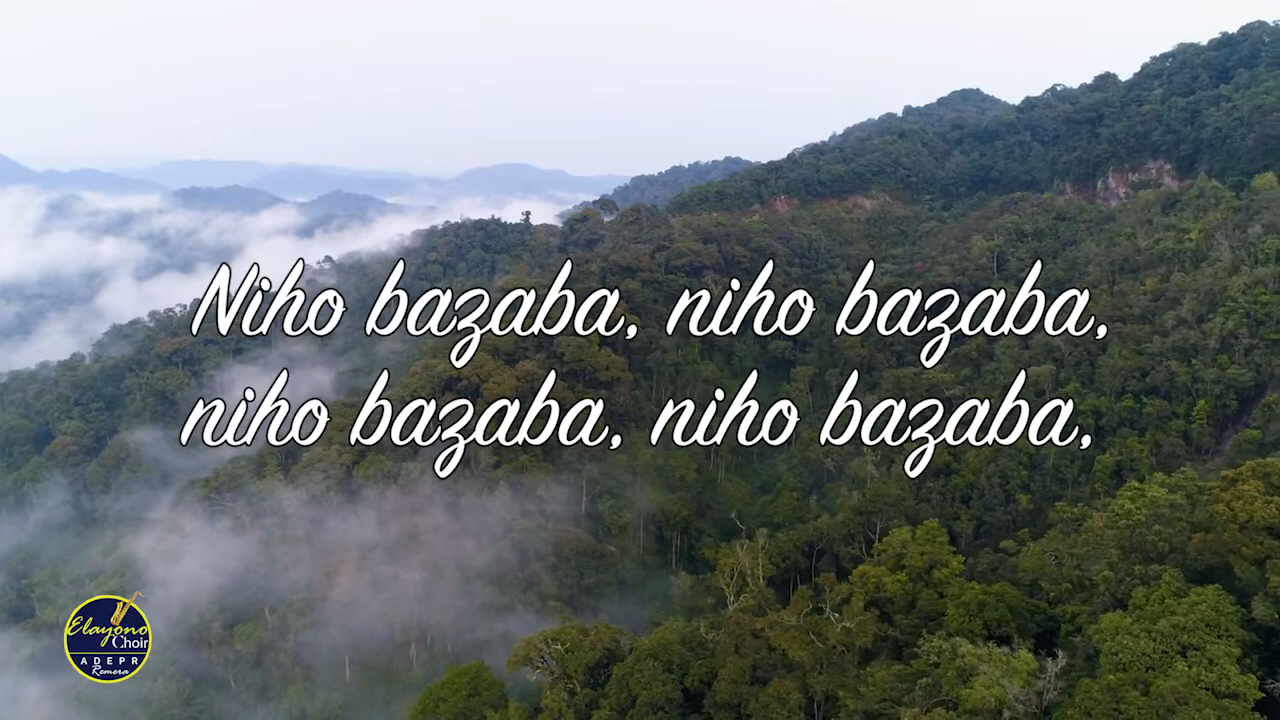 Niho bazaba, niho bazaba,
niho bazaba, niho bazaba,
Elayono
Choir
ADEPR
Remera